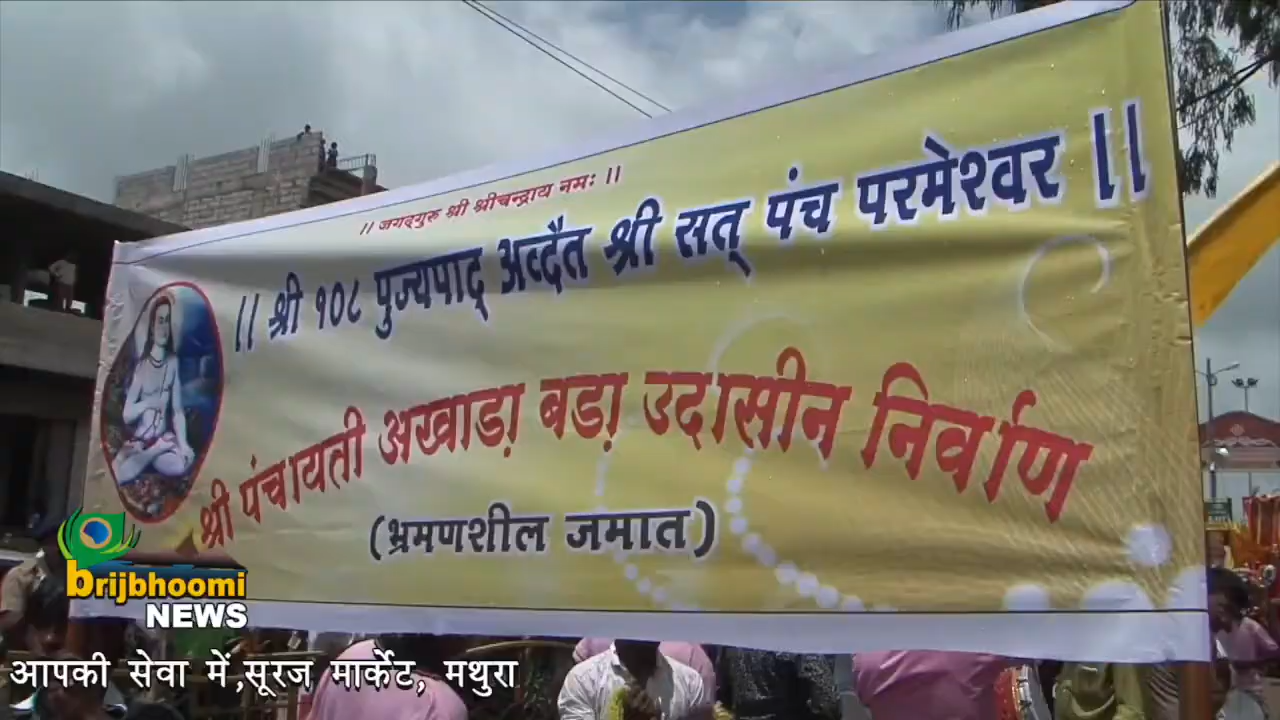 ।। जगद्गुरु श्री श्रीचन्द्राय नमः ।।
।। श्री १०८ पुज्यपाद् अव्दैत श्री सत् पंच परमेश्वर ।।
श्री पंचायती अखाडा़ बडा़ उदासीन निर्वाण
(भ्रमणशील जमात)
brijbhoomi
NEWS
आपकी सेवा में,सूरज मार्केट, मथुरा